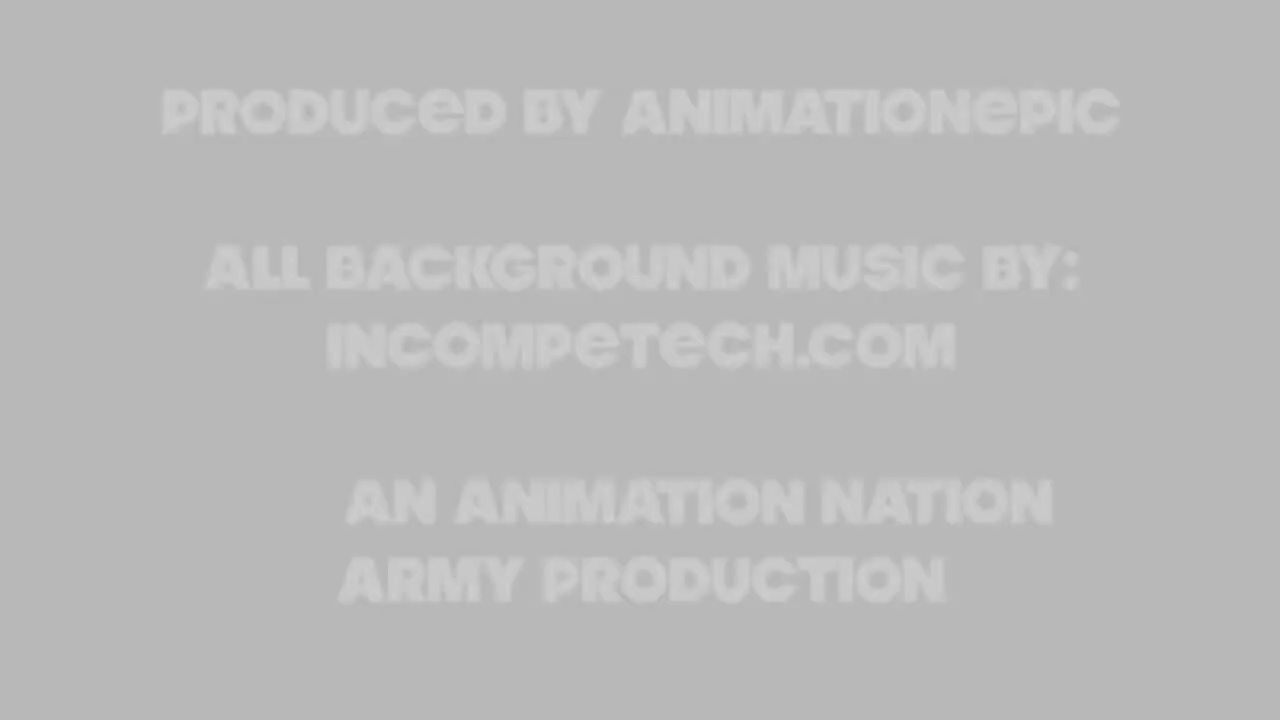 PRODUCeD BY ANIMATIONePIC
ALL BACKGROUND MUSIC BY:
INCOMPeTeCH.COM
AN ANIMATION NATION
ARMY PRODUCTION